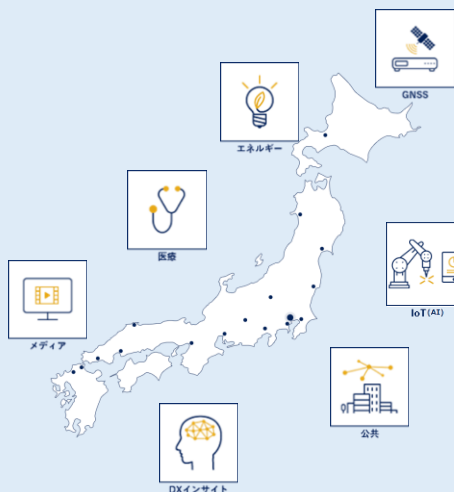 GNSS
エネルギー
医療
IoT(AI)
メディア
公共
DXインサイト